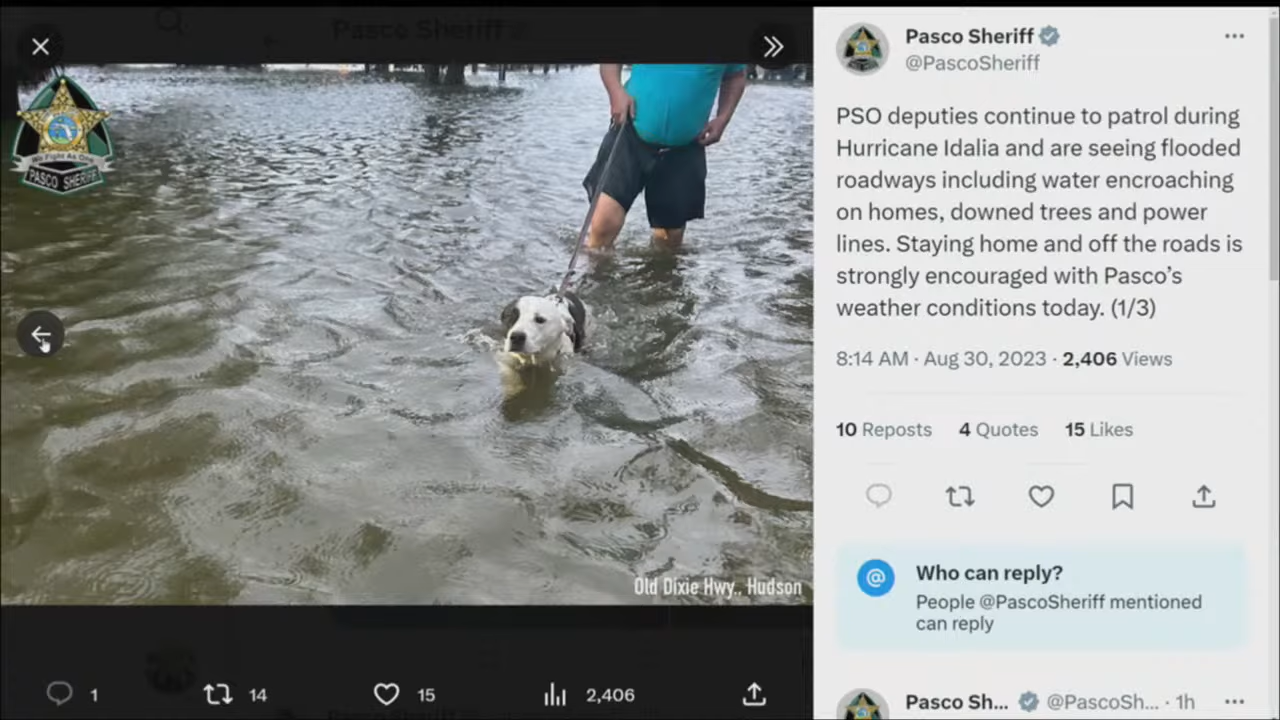 Pasco Sheriff
We Fight As One
PASCO SHERIFF
Old Dixie Hwy., Hudson
1
14
15
2,406
Pasco Sheriff
@PascoSheriff
PSO deputies continue to patrol during
Hurricane Idalia and are seeing flooded
roadways including water encroaching
on homes, downed trees and power
lines. Staying home and off the roads is
strongly encouraged with Pasco’s
weather conditions today. (1/3)
8:14 AM · Aug 30, 2023 · 2,406 Views
10 Reposts 4 Quotes 15 Likes
@
Who can reply?
People @PascoSheriff mentioned
can reply
Pasco Sh... @PascoSh... · 1h